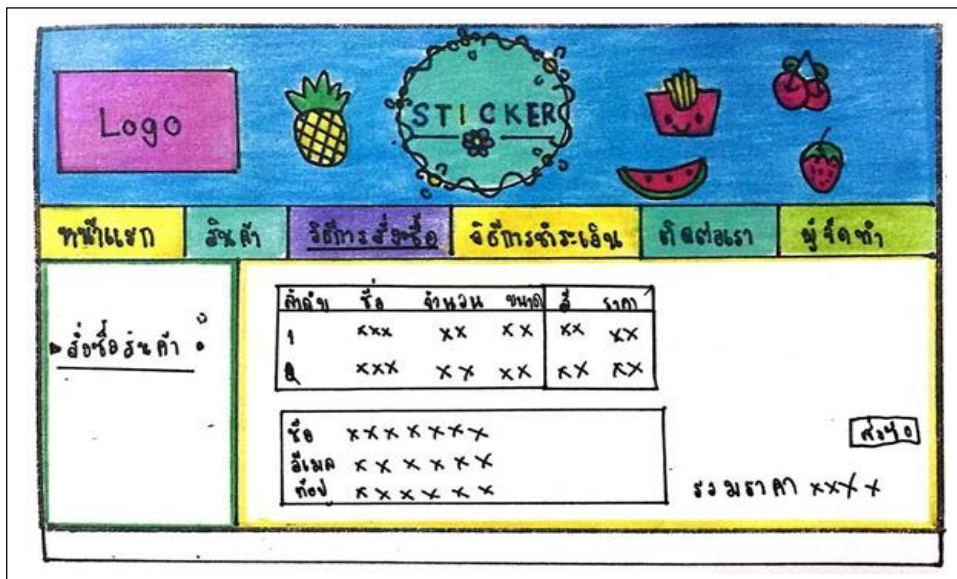 Logo
STICKER
หน้าแรก สินค้า วิธีการสั่งซื้อ วิธีการชำระเงิน ติดต่อเรา ผู้จัดทำ
สั่งซื้อสินค้า
ลำดับ ชื่อ จำนวน ขนาด สี ราคา
1 xxx xx xx xx xx
2 xxx xx xx xx xx
ชื่อ xxxxxxx
อีเมล xxxxxx
ที่อยู่ xxxxxx
รวมราคา xxxx